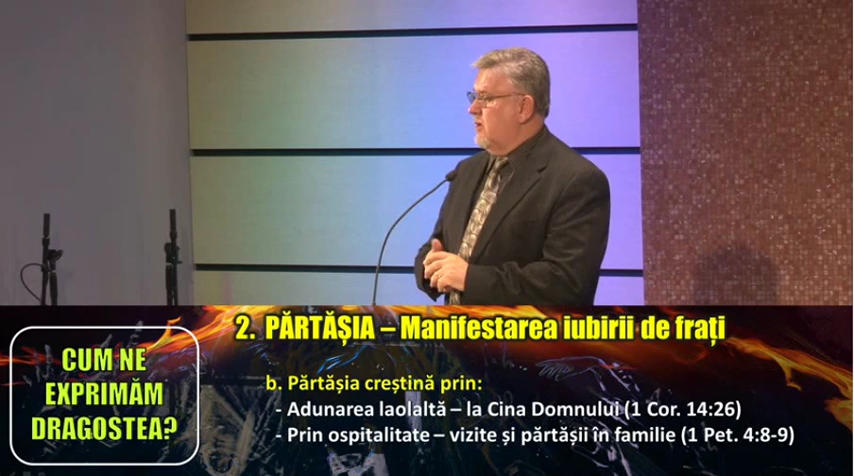 2. PĂRTĂȘIA – Manifestarea iubirii de frați
CUM NE
EXPRIMĂM
DRAGOSTEA?
b. Părtășia creștină prin:
- Adunarea laolaltă – la Cina Domnului (1 Cor. 14:26)
- Prin ospitalitate – vizite și părtășii în familie (1 Pet. 4:8-9)